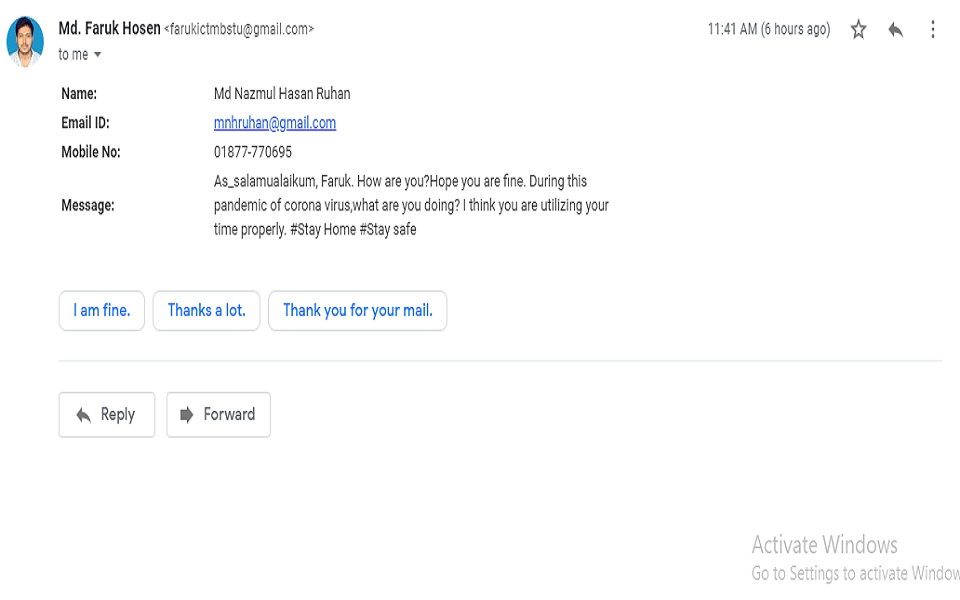 Md. Faruk Hosen <farukictmbstu@gmail.com> 11:41 AM (6 hours ago)
to me
Name: Md Nazmul Hasan Ruhan
Email ID: mnhruhan@gmail.com
Mobile No: 01877-770695
As_salamualaikum, Faruk. How are you?Hope you are fine. During this
Message: pandemic of corona virus,what are you doing? I think you are utilizing your
time properly. #Stay Home #Stay safe
I am fine. Thanks a lot. Thank you for your mail.
Reply Forward
Activate Windows
Go to Settings to activate Window